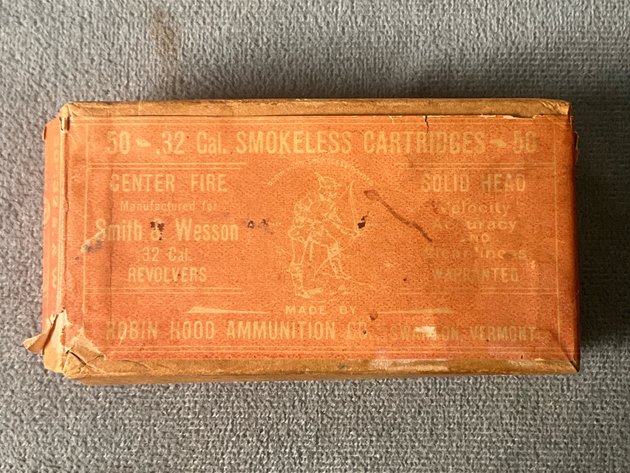 50 - .32 Cal. SMOKELESS CARTRIDGES - 50
CENTER FIRE
Manufactured for
Smith & Wesson
.32 Cal.
REVOLVERS
SOLID HEAD
Velocity
Accuracy
AND
Cleanliness
WARRANTED
MADE BY
ROBIN HOOD AMMUNITION CO., SWANTON, VERMONT.